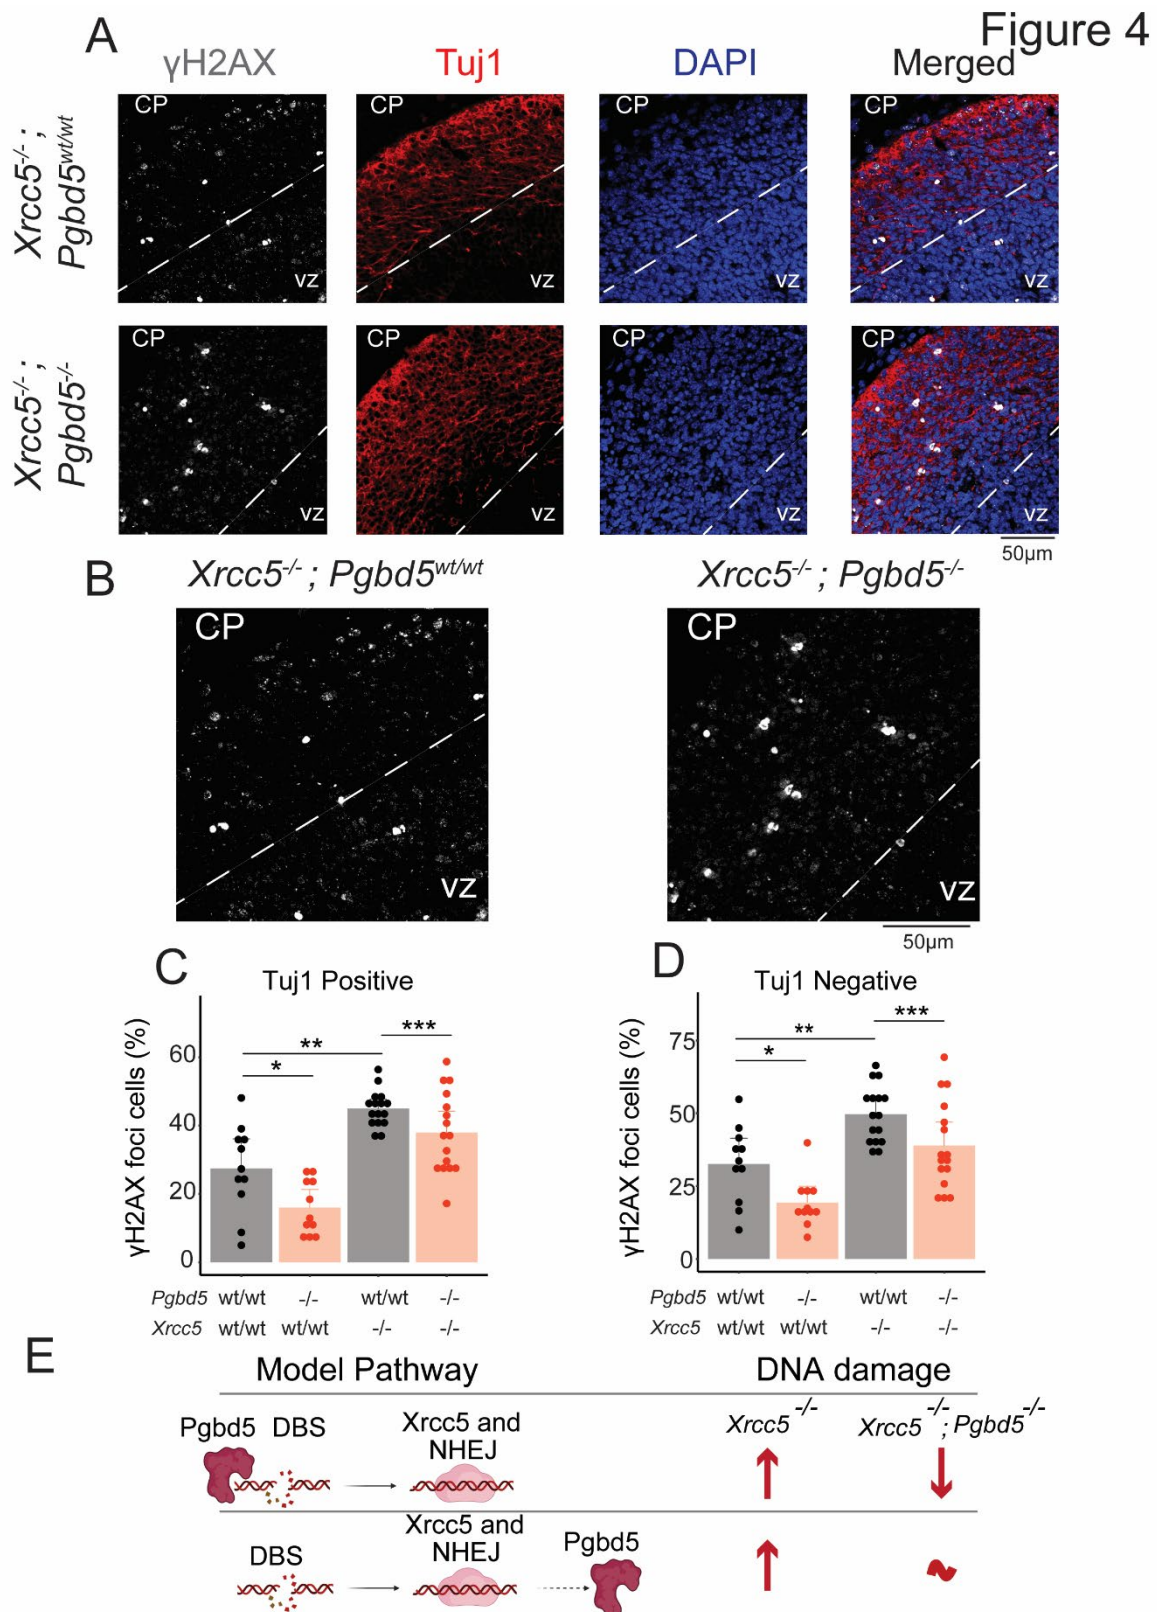 Figure 4
A
γH2AX Tuj1 DAPI Merged
Xrcc5-/- ;
Pgbd5wt/wt
CP CP CP CP
VZ VZ VZ VZ
Xrcc5-/- ;
Pgbd5-/-
CP CP CP CP
VZ VZ VZ VZ
50μm
B
Xrcc5-/- ; Pgbd5wt/wt Xrcc5-/- ; Pgbd5-/-
CP CP
VZ VZ
50μm
C
Tuj1 Positive
γH2AX foci cells (%)
60
40
20
0
* ** ***
Pgbd5 wt/wt -/- wt/wt -/-
Xrcc5 wt/wt wt/wt -/- -/-
D
Tuj1 Negative
γH2AX foci cells (%)
75
50
25
0
* ** ***
Pgbd5 wt/wt -/- wt/wt -/-
Xrcc5 wt/wt wt/wt -/- -/-
E
Model Pathway DNA damage
Pgbd5 DBS Xrcc5 and
NHEJ
Xrcc5-/- Xrcc5-/-; Pgbd5-/-
DBS Xrcc5 and
NHEJ Pgbd5